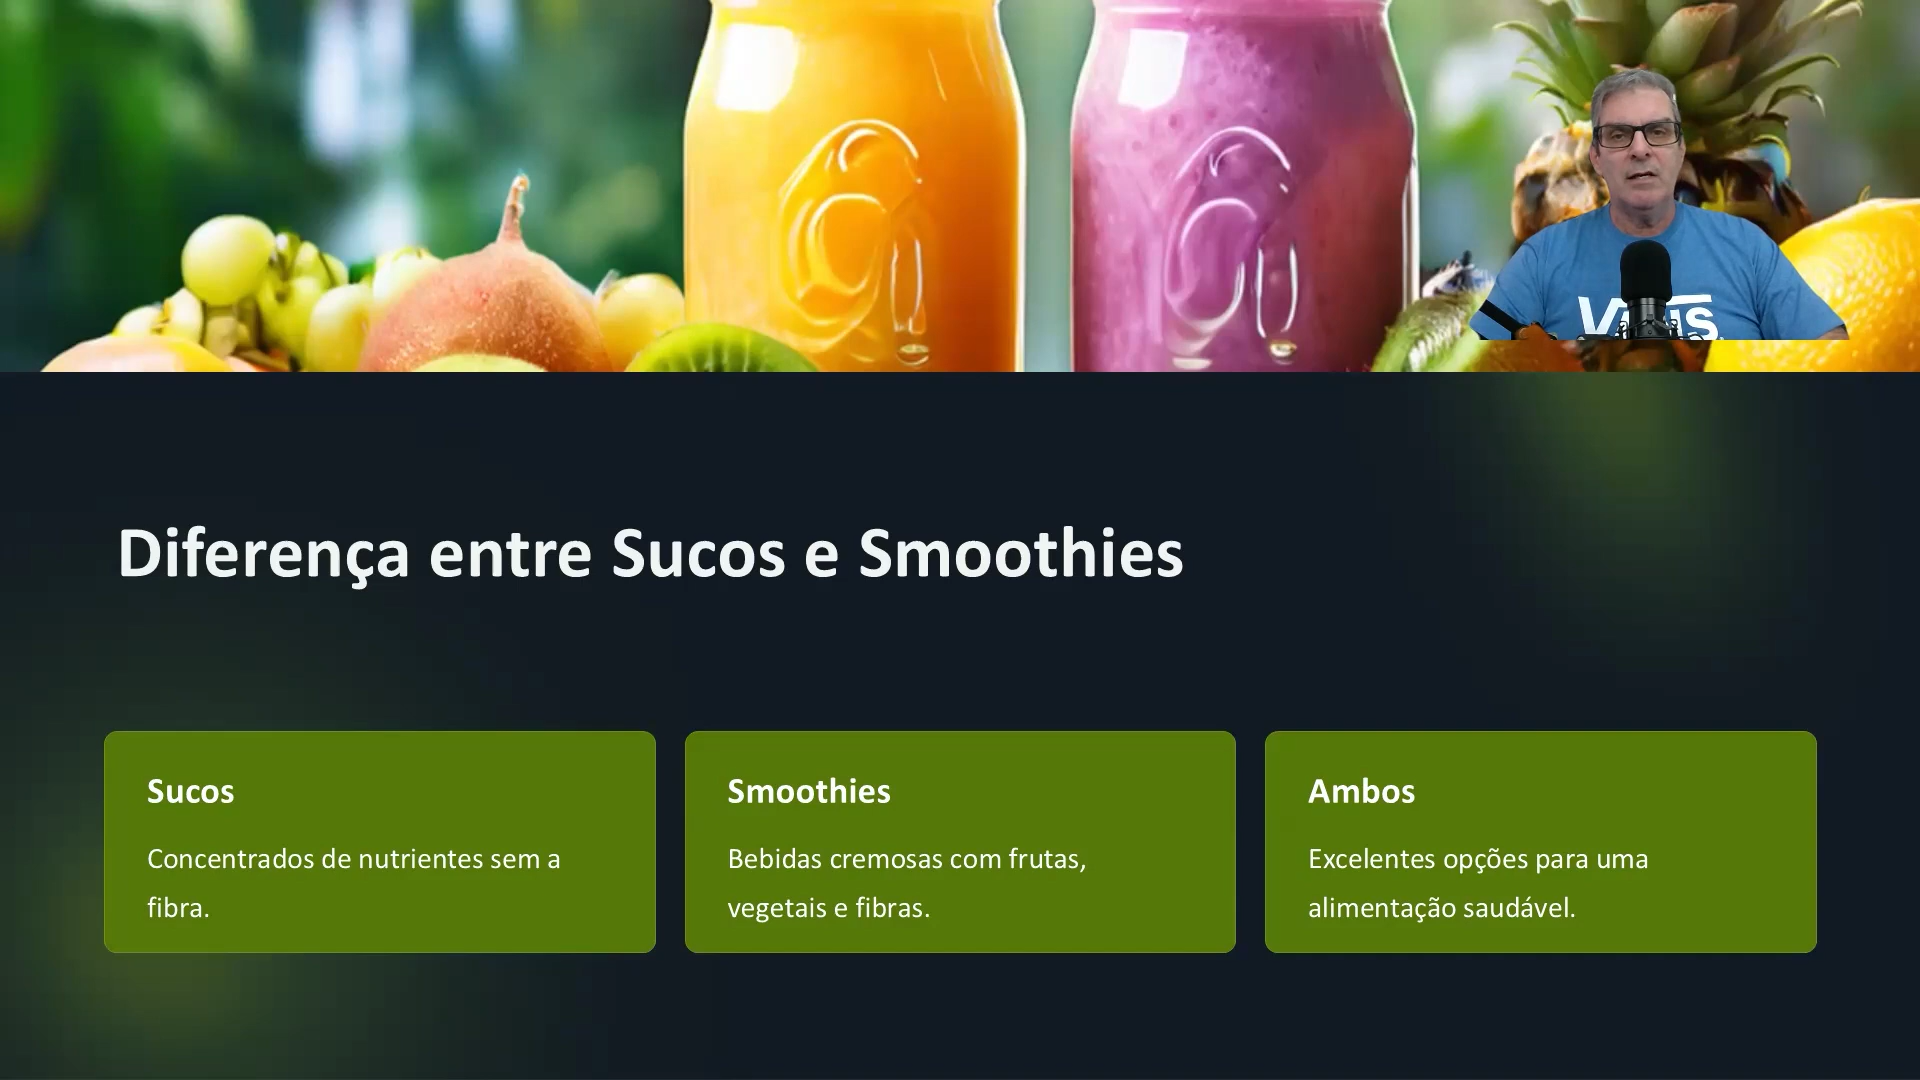 Diferença entre Sucos e Smoothies
Sucos
Concentrados de nutrientes sem a
fibra.
Smoothies
Bebidas cremosas com frutas,
vegetais e fibras.
Ambos
Excelentes opções para uma
alimentação saudável.